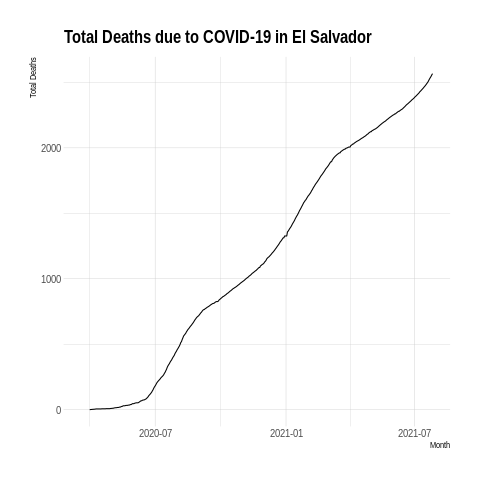 Total Deaths due to COVID-19 in El Salvador
Total Deaths
2000
1000
0
2020-07
2021-01
2021-07
Month